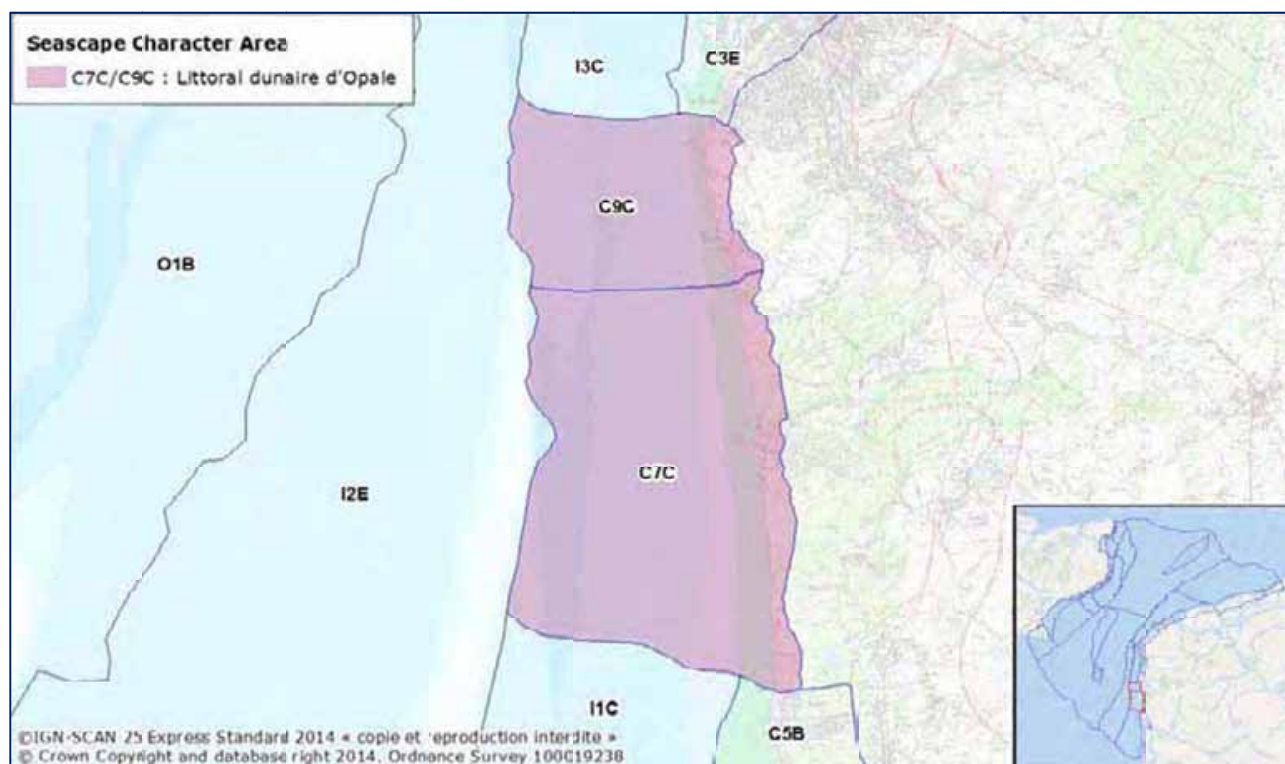 Seascape Character Area
C7C/C9C : Littoral dunaire d'Opale
I3C
C3E
C9C
O1B
C7C
I2E
I1C
C5B
©IGN-SCAN 25 Express Standard 2014 « copie et reproduction interdite »
© Crown Copyright and database right 2014. Ordnance Survey 100019238